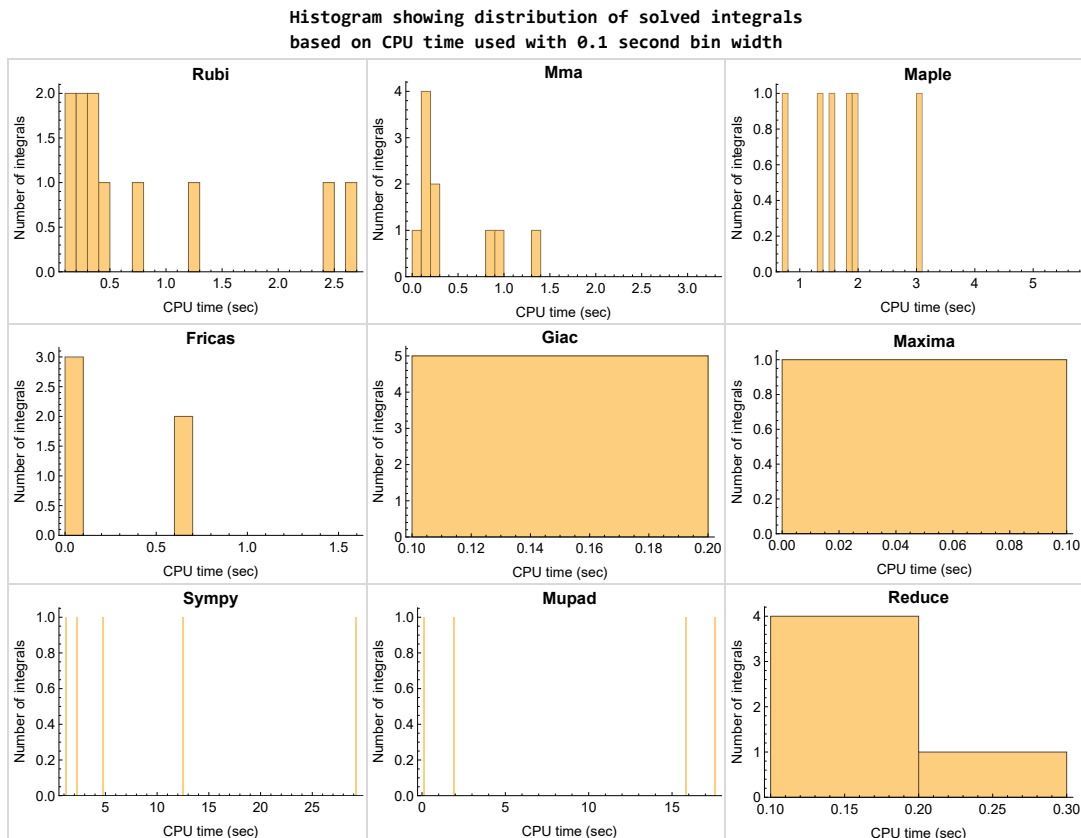 Histogram showing distribution of solved integrals
based on CPU time used with 0.1 second bin width
Rubi
Number of integrals
2.0
1.5
1.0
0.5
0.0
0.5 1.0 1.5 2.0 2.5
CPU time (sec)
Mma
Number of integrals
4
3
2
1
0
0.0 0.5 1.0 1.5 2.0 2.5 3.0
CPU time (sec)
Maple
Number of integrals
1.0
0.8
0.6
0.4
0.2
0.0
1 2 3 4 5
CPU time (sec)
Fricas
Number of integrals
3.0
2.5
2.0
1.5
1.0
0.5
0.0
0.0 0.5 1.0 1.5
CPU time (sec)
Giac
Number of integrals
5
4
3
2
1
0
0.10 0.12 0.14 0.16 0.18 0.20
CPU time (sec)
Maxima
Number of integrals
1.0
0.8
0.6
0.4
0.2
0.0
0.00 0.02 0.04 0.06 0.08 0.10
CPU time (sec)
Sympy
Number of integrals
1.0
0.8
0.6
0.4
0.2
0.0
5 10 15 20 25
CPU time (sec)
Mupad
Number of integrals
1.0
0.8
0.6
0.4
0.2
0.0
0 5 10 15
CPU time (sec)
Reduce
Number of integrals
4
3
2
1
0
0.10 0.15 0.20 0.25 0.30
CPU time (sec)